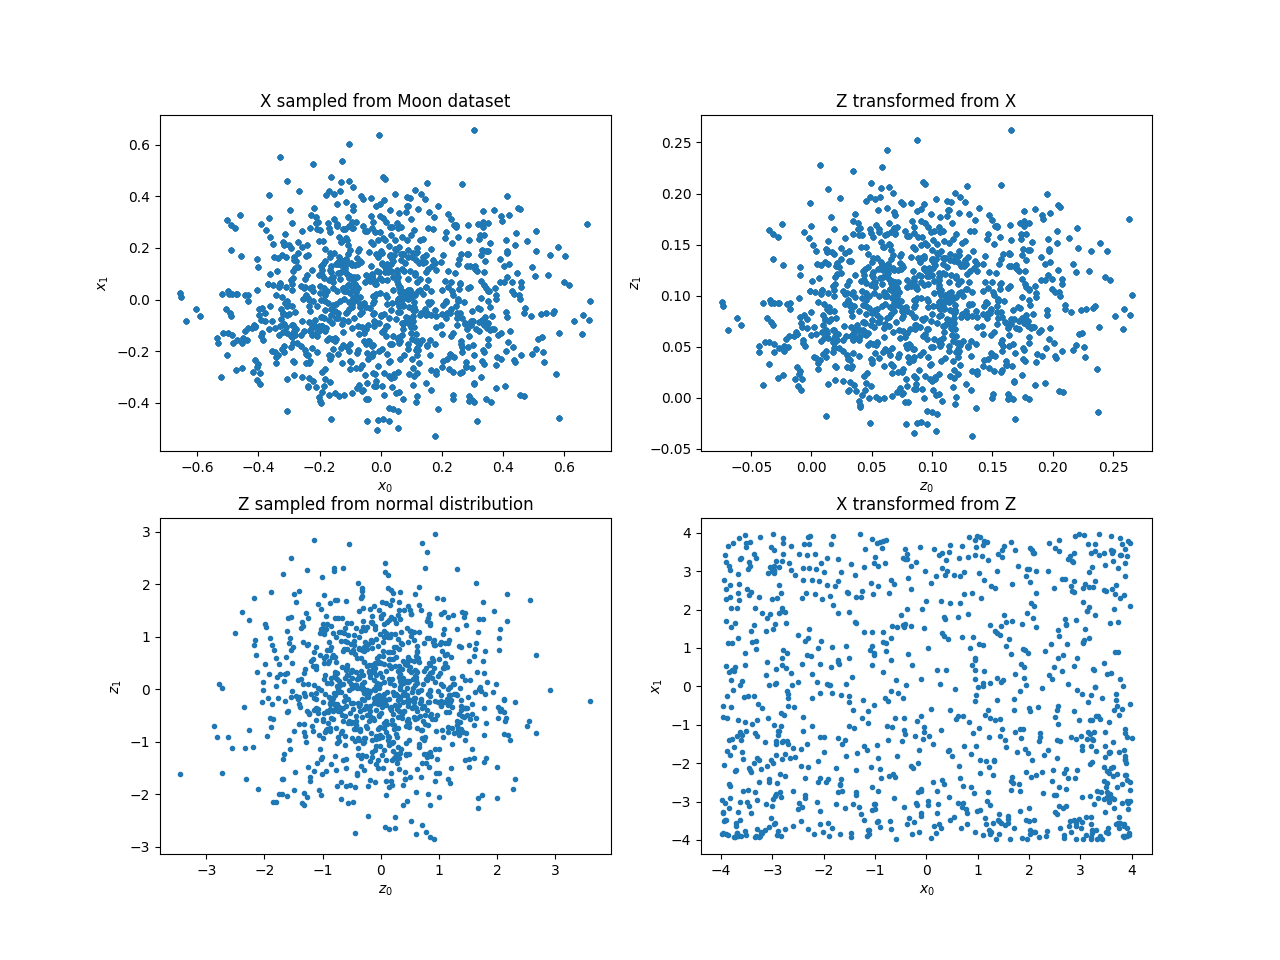 X sampled from Moon dataset
0.6
0.4
0.2
0.0
−0.2
−0.4
x₁
−0.6 −0.4 −0.2 0.0 0.2 0.4 0.6
x₀
Z transformed from X
0.25
0.20
0.15
0.10
0.05
0.00
−0.05
z₁
−0.05 0.00 0.05 0.10 0.15 0.20 0.25
z₀
Z sampled from normal distribution
3
2
1
0
−1
−2
−3
z₁
−3 −2 −1 0 1 2 3
z₀
X transformed from Z
4
3
2
1
0
−1
−2
−3
−4
x₁
−4 −3 −2 −1 0 1 2 3 4
x₀